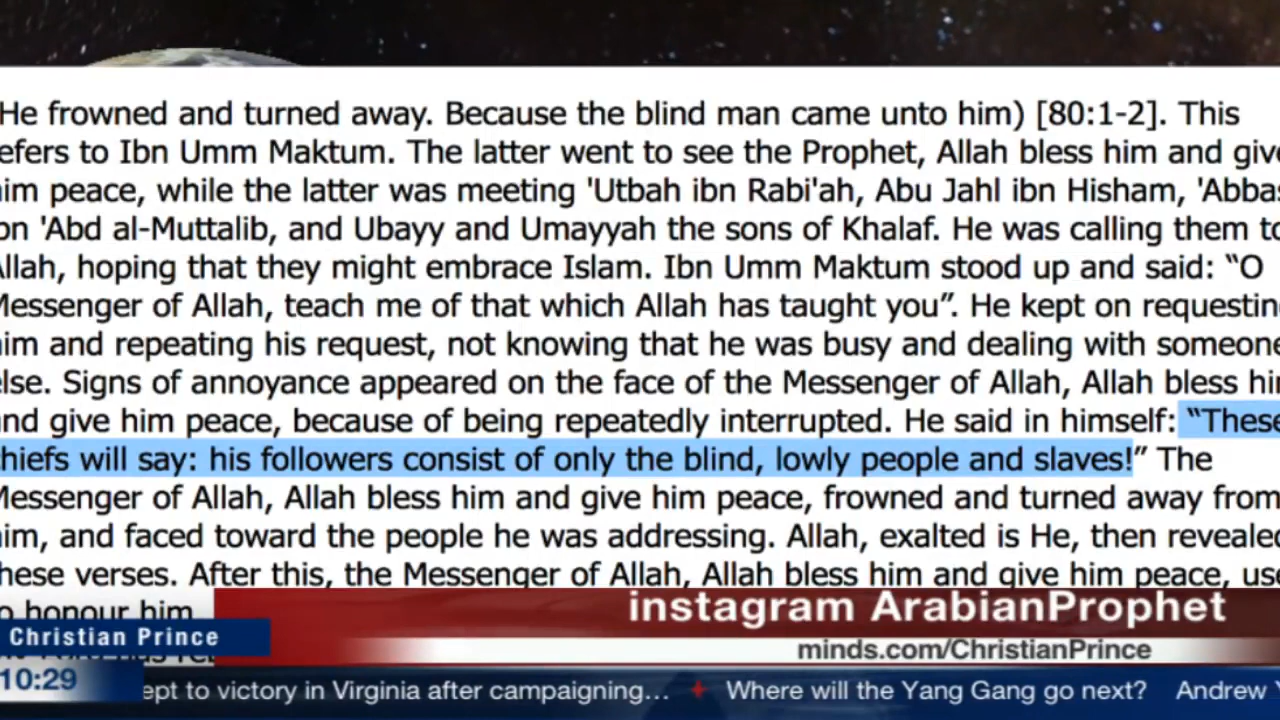 He frowned and turned away. Because the blind man came unto him) [80:1-2]. This
efers to Ibn Umm Maktum. The latter went to see the Prophet, Allah bless him and give
im peace, while the latter was meeting 'Utbah ibn Rabi'ah, Abu Jahl ibn Hisham, 'Abbas
bn 'Abd al-Muttalib, and Ubayy and Umayyah the sons of Khalaf. He was calling them to
Allah, hoping that they might embrace Islam. Ibn Umm Maktum stood up and said: “O
Messenger of Allah, teach me of that which Allah has taught you”. He kept on requestin
im and repeating his request, not knowing that he was busy and dealing with someone
else. Signs of annoyance appeared on the face of the Messenger of Allah, Allah bless him
and give him peace, because of being repeatedly interrupted. He said in himself: “These
chiefs will say: his followers consist of only the blind, lowly people and slaves!” The
Messenger of Allah, Allah bless him and give him peace, frowned and turned away from
im, and faced toward the people he was addressing. Allah, exalted is He, then revealed
these verses. After this, the Messenger of Allah, Allah bless him and give him peace, use
o honour him
instagram ArabianProphet
Christian Prince
minds.com/ChristianPrince
10:29
ept to victory in Virginia after campaigning... Where will the Yang Gang go next? Andrew Y